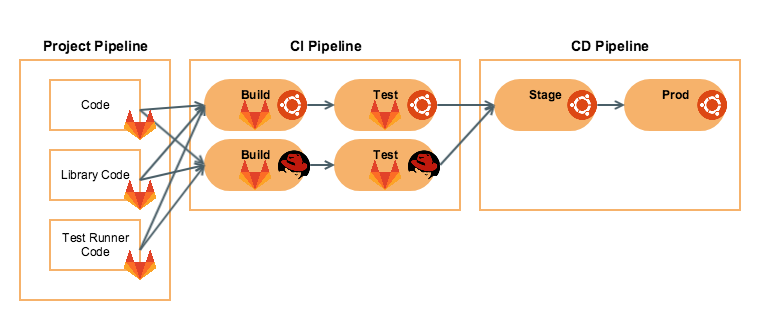 Project Pipeline
CI Pipeline
CD Pipeline
Code
Library Code
Test Runner
Code
Build
Test
Build
Test
Stage
Prod